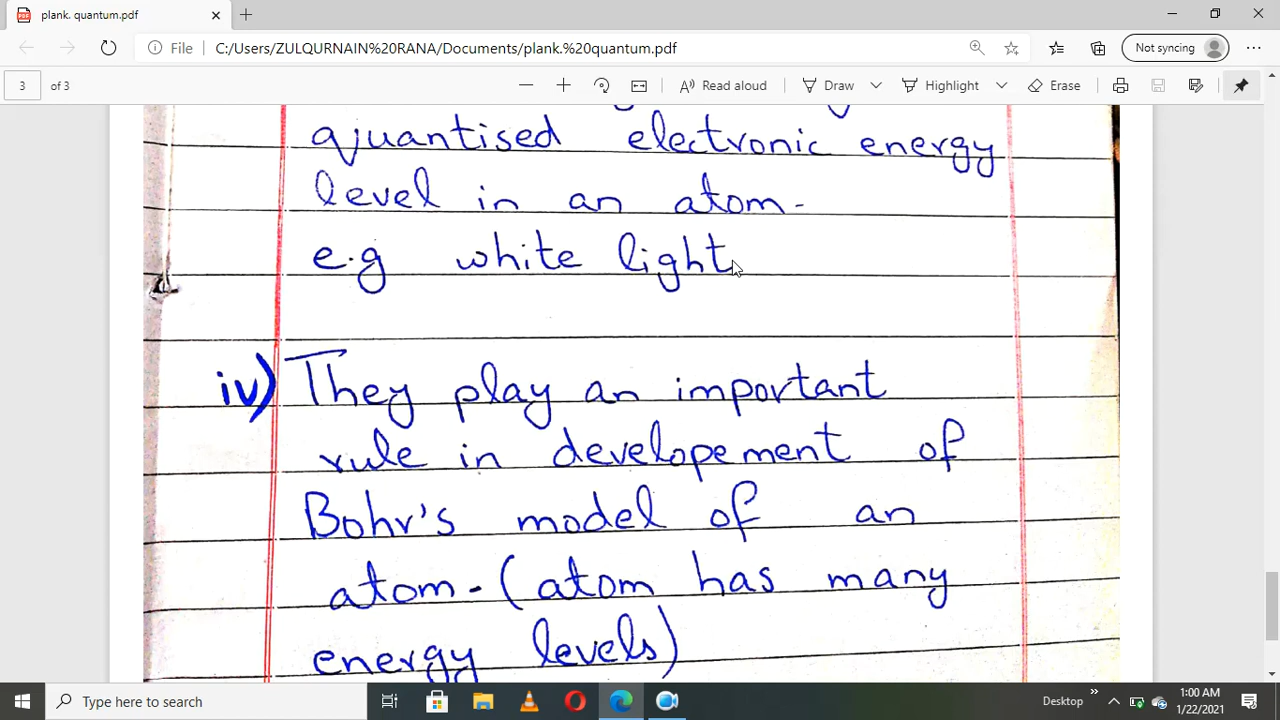 plank. quantum.pdf
File C:/Users/ZULQURNAIN%20RANA/Documents/plank.%20quantum.pdf Not syncing
3 of 3 Read aloud Draw Highlight Erase
qjuantised electronic energy
level in an atom-
e.g white light
iv) They play an important
rule in developement of
Bohr's model of an
atom-(atom has many
energy levels)
Type here to search Desktop 1:00 AM
1/22/2021